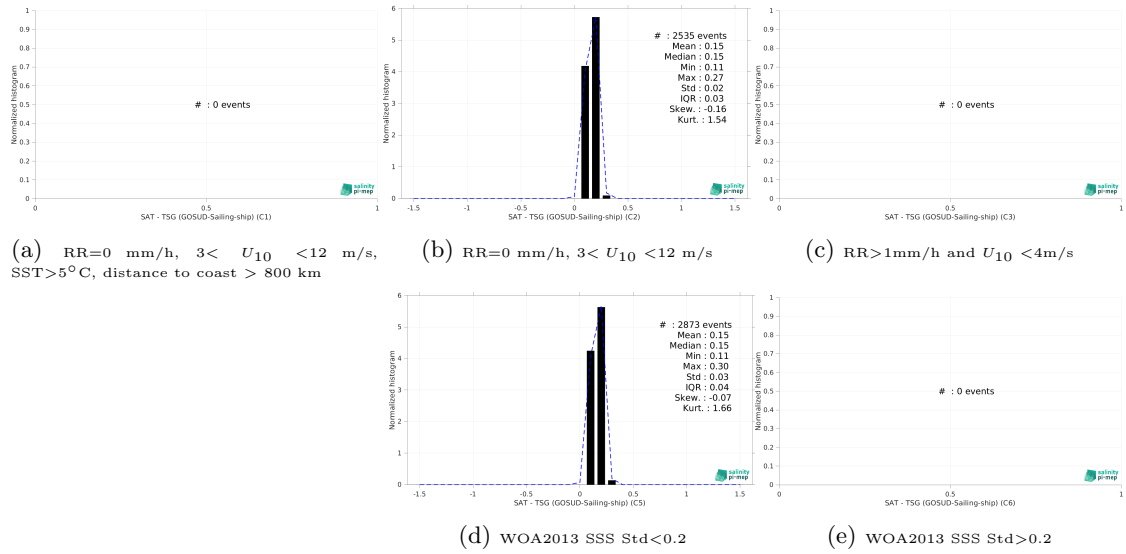 1
0.9
0.8
0.7
0.6
0.5
0.4
0.3
0.2
0.1
0
Normalized histogram
# : 0 events
salinity
pi-mep
0
0.5
1
SAT - TSG (GOSUD-Sailing-ship) (C1)
(a) RR=0 mm/h, 3< U10 <12 m/s,
SST>5°C, distance to coast > 800 km
6
5
4
3
2
1
0
Normalized histogram
# : 2535 events
Mean : 0.15
Median : 0.15
Min : 0.11
Max : 0.27
Std : 0.02
IQR : 0.03
Skew. : -0.16
Kurt. : 1.54
salinity
pi-mep
-1.5
-1
-0.5
0
0.5
1
1.5
SAT - TSG (GOSUD-Sailing-ship) (C2)
(b) RR=0 mm/h, 3< U10 <12 m/s
1
0.9
0.8
0.7
0.6
0.5
0.4
0.3
0.2
0.1
0
Normalized histogram
# : 0 events
salinity
pi-mep
0
0.5
1
SAT - TSG (GOSUD-Sailing-ship) (C3)
(c) RR>1mm/h and U10 <4m/s
6
5
4
3
2
1
0
Normalized histogram
# : 2873 events
Mean : 0.15
Median : 0.15
Min : 0.11
Max : 0.30
Std : 0.03
IQR : 0.04
Skew. : -0.07
Kurt. : 1.66
salinity
pi-mep
-1.5
-1
-0.5
0
0.5
1
1.5
SAT - TSG (GOSUD-Sailing-ship) (C5)
(d) WOA2013 SSS Std<0.2
1
0.9
0.8
0.7
0.6
0.5
0.4
0.3
0.2
0.1
0
Normalized histogram
# : 0 events
salinity
pi-mep
0
0.5
1
SAT - TSG (GOSUD-Sailing-ship) (C6)
(e) WOA2013 SSS Std>0.2